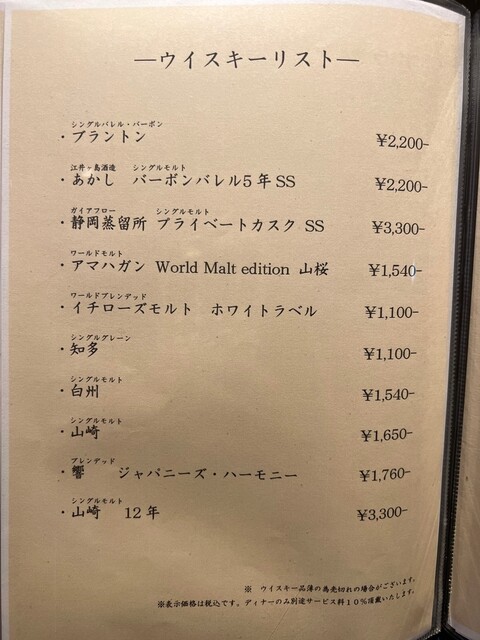 ―ウイスキーリスト―
シングルバレル・バーボン
・ブラントン ¥2,200-
江井ヶ島酒造 シングルモルト
・あかし バーボンバレル5年SS ¥2,200-
ガイアフロー シングルモルト
・静岡蒸留所 プライベートカスク SS ¥3,300-
ワールドモルト
・アマハガン World Malt edition 山桜 ¥1,540-
ワールドブレンデッド
・イチローズモルト ホワイトラベル ¥1,100-
シングルグレーン
・知多 ¥1,100-
シングルモルト
・白州 ¥1,540-
シングルモルト
・山崎 ¥1,650-
ブレンデッド
・響 ジャパニーズ・ハーモニー ¥1,760-
シングルモルト
・山崎 12年 ¥3,300-
※ ウイスキー品薄の為売切れの場合がございます。
※表示価格は税込です。ディナーのみ別途サービス料10%頂戴いたします。